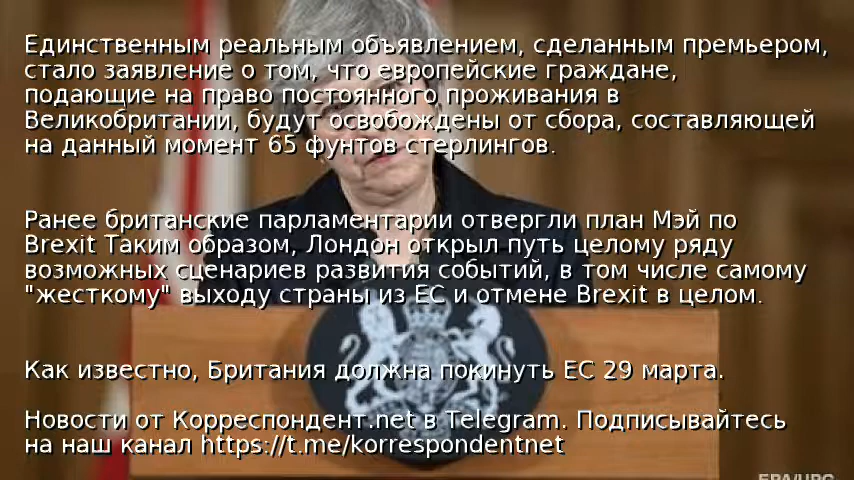 Единственным реальным объявлением, сделанным премьером,
стало заявление о том, что европейские граждане,
подающие на право постоянного проживания в
Великобритании, будут освобождены от сбора, составляющей
на данный момент 65 фунтов стерлингов.
Ранее британские парламентарии отвергли план Мэй по
Brexit Таким образом, Лондон открыл путь целому ряду
возможных сценариев развития событий, в том числе самому
"жесткому" выходу страны из ЕС и отмене Brexit в целом.
Как известно, Британия должна покинуть ЕС 29 марта.
Новости от Корреспондент.net в Telegram. Подписывайтесь
на наш канал https://t.me/korrespondentnet